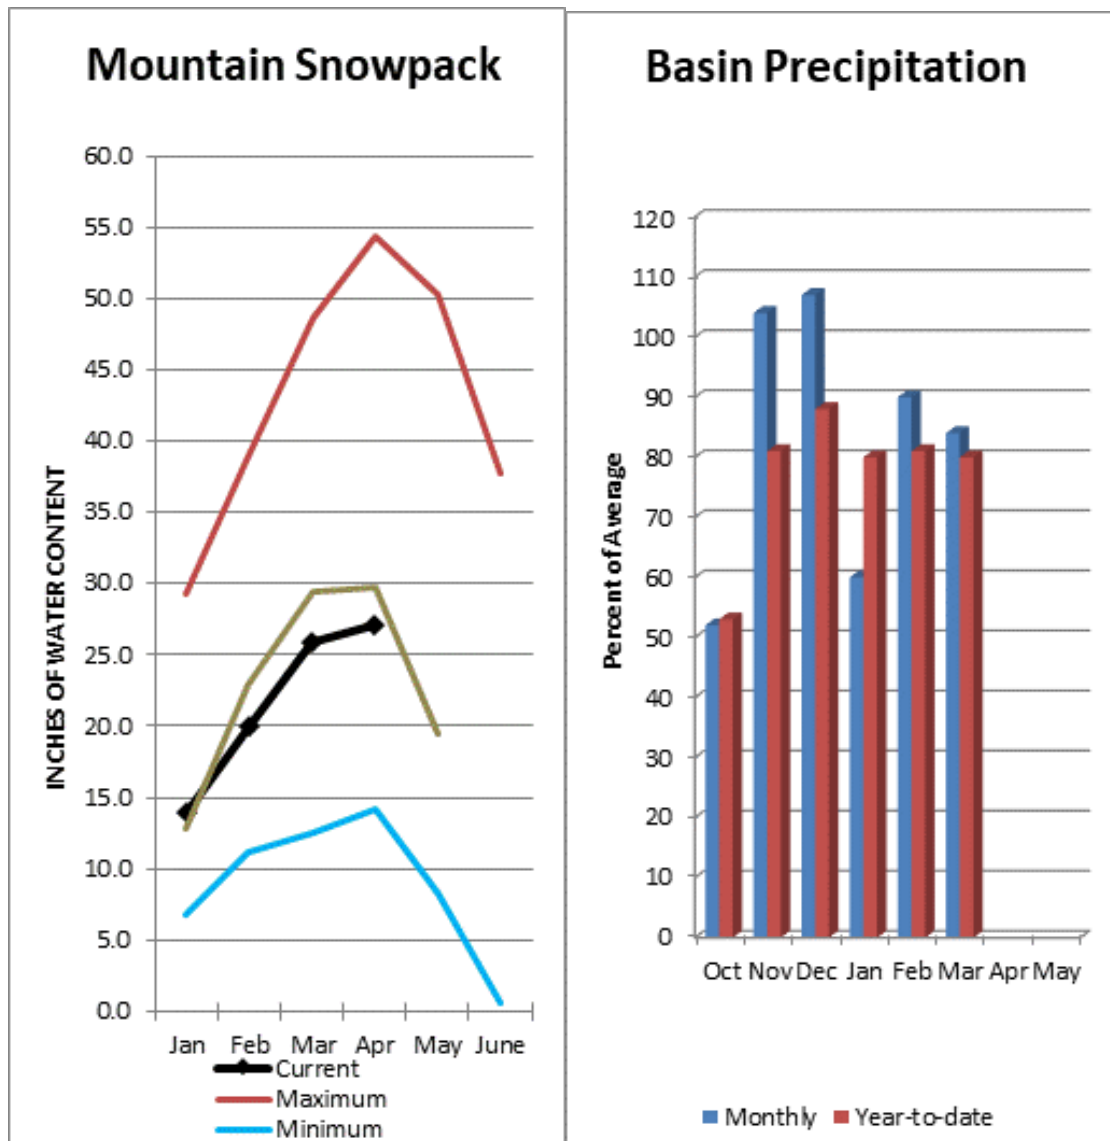 Mountain Snowpack
60.0
55.0
50.0
45.0
40.0
35.0
30.0
25.0
20.0
15.0
10.0
5.0
0.0
INCHES OF WATER CONTENT
Jan Feb Mar Apr May June
Current
Maximum
Minimum
Basin Precipitation
120
110
100
90
80
70
60
50
40
30
20
10
0
Percent of Average
Oct Nov Dec Jan Feb Mar Apr May
Monthly Year-to-date